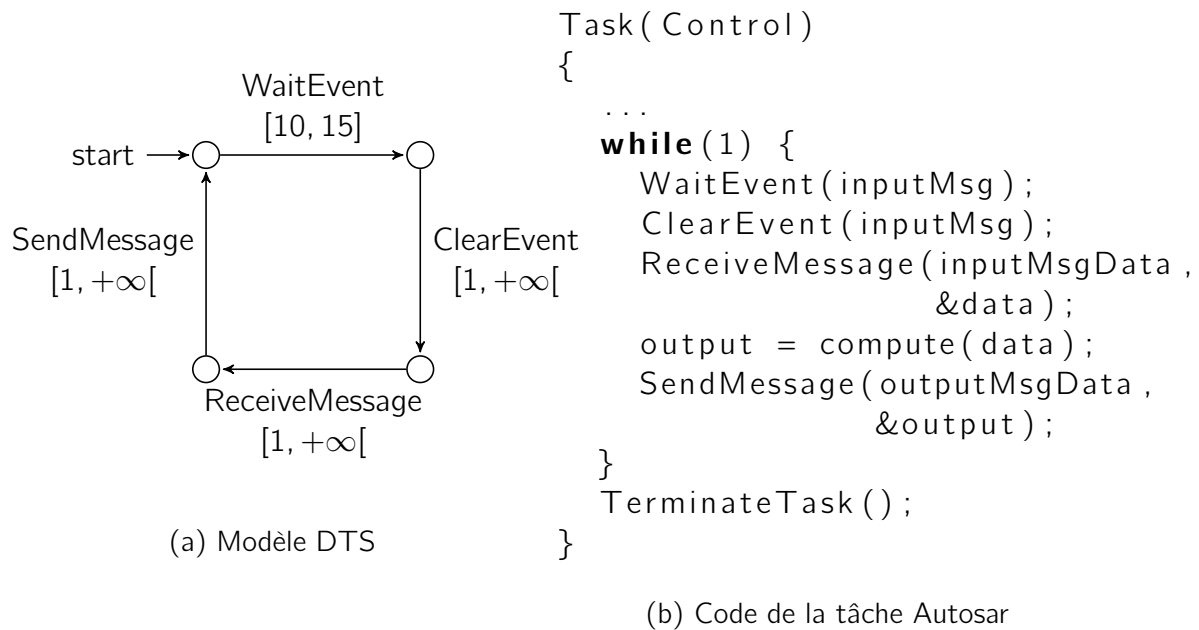 WaitEvent
[10, 15]
start
SendMessage
[1, +∞[
ClearEvent
[1, +∞[
ReceiveMessage
[1, +∞[
(a) Modèle DTS
Task(Control)
{
...
while(1) {
WaitEvent(inputMsg);
ClearEvent(inputMsg);
ReceiveMessage(inputMsgData,
&data);
output = compute(data);
SendMessage(outputMsgData,
&output);
}
TerminateTask();
}
(b) Code de la tâche Autosar